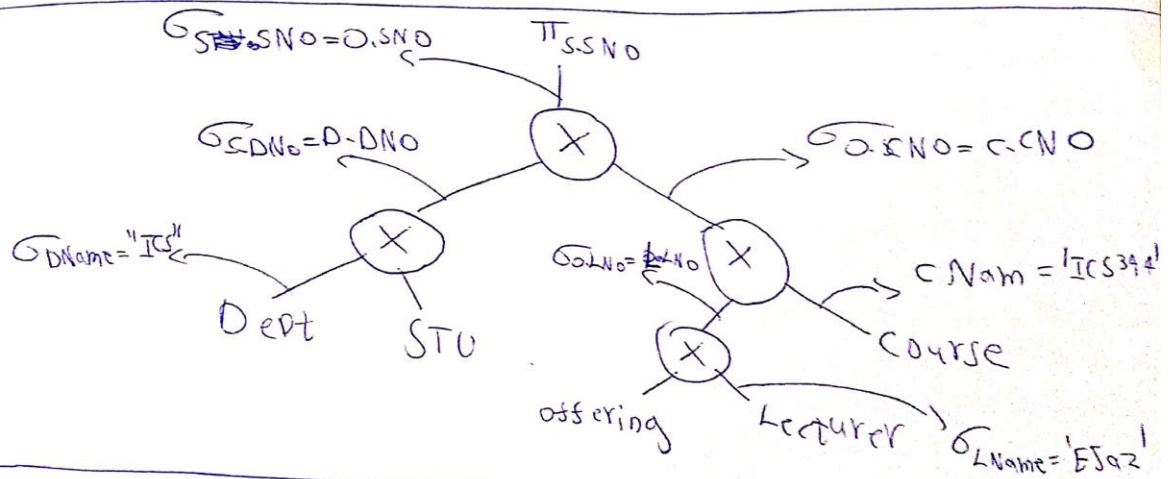 σS.SNO=O.SNO
πS.SNO
σS.DNO=D.DNO
σO.CNO=C.CNO
σDName="ICS"
σO.LNO=L.LNO
CNam='ICS344'
X
X
X
X
Dept
STU
Course
offering
Lecturer
σLName='EJaz'